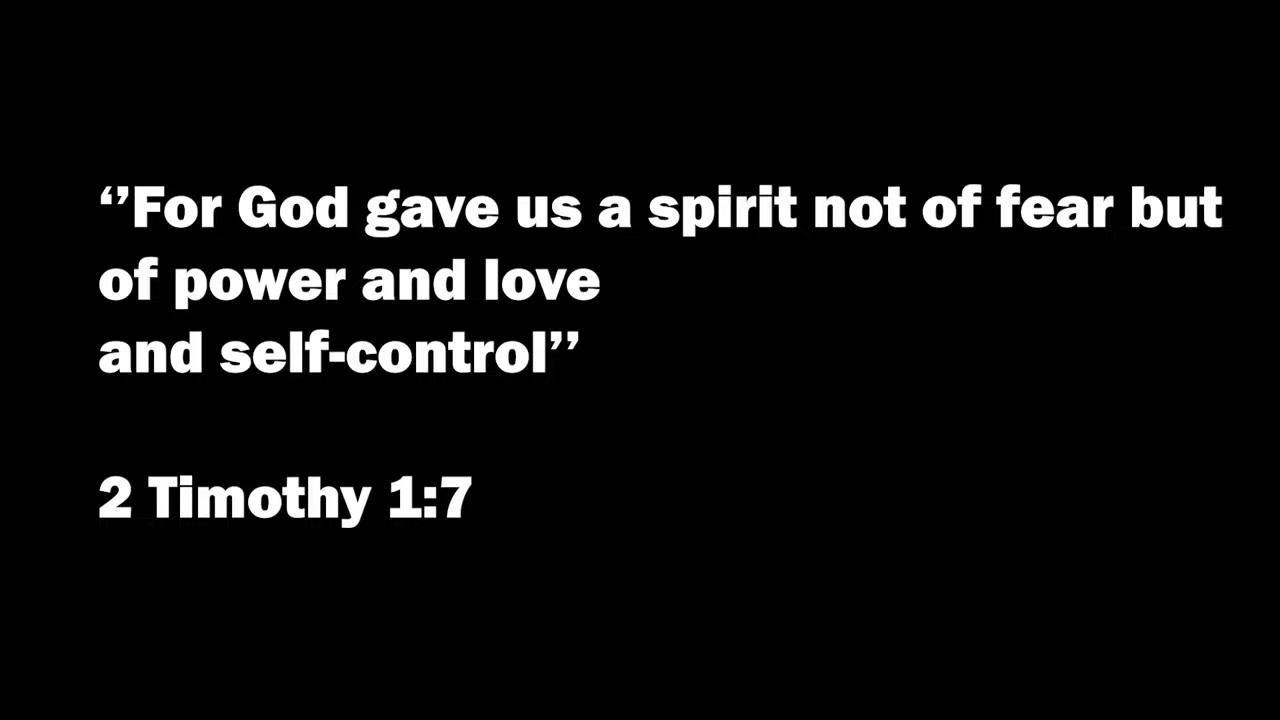 ‘’For God gave us a spirit not of fear but
of power and love
and self-control’’
2 Timothy 1:7